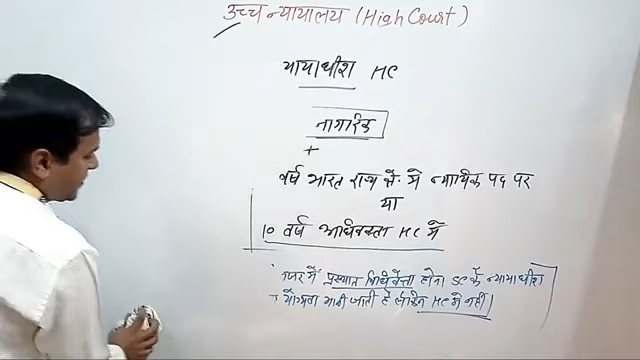 उच्च न्यायालय (High Court)
न्यायाधीश HC
नागरिक
+
वर्ष भारत राज्य क्षे. में न्यायिक पद पर
या
10 वर्ष अधिवक्ता HC में
नजर में प्रख्यात विधिवेत्ता होना SC के न्यायाधीश
योग्यता मानी जाती है लेकिन HC में नहीं।